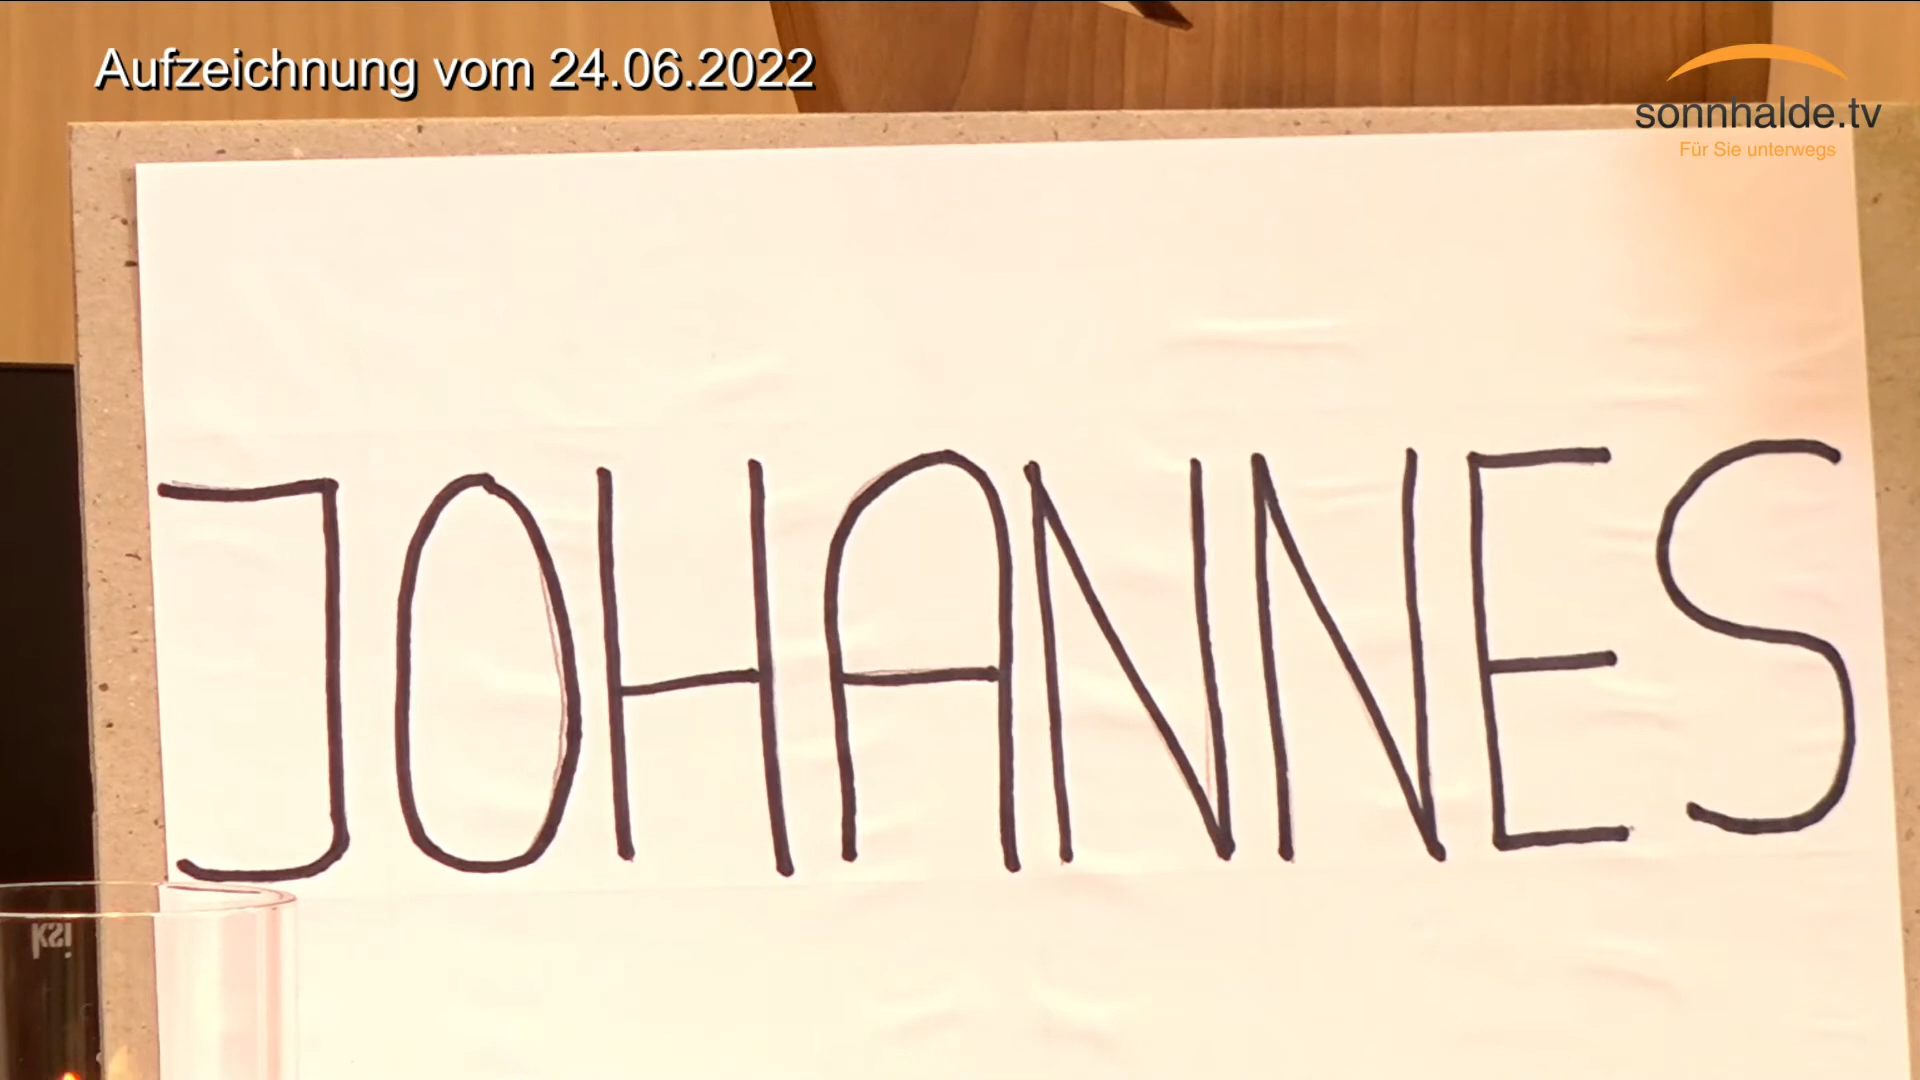 Aufzeichnung vom 24.06.2022
sonnhalde.tv
Für Sie unterwegs
JOHANNES